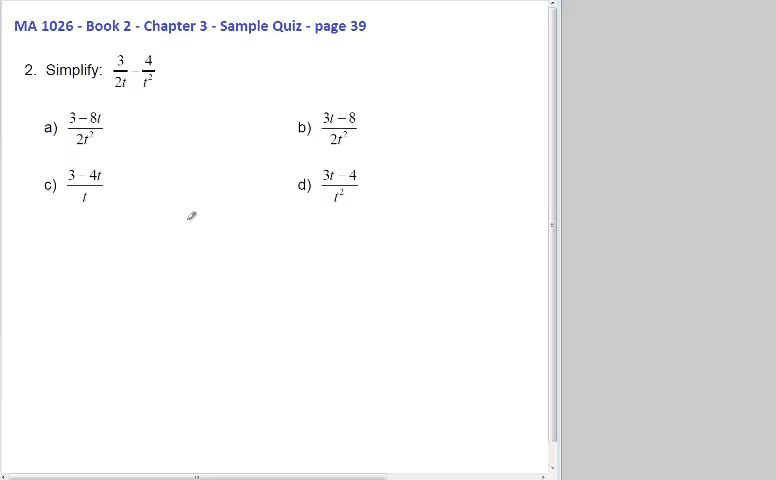 MA 1026 - Book 2 - Chapter 3 - Sample Quiz - page 39
2. Simplify: 3/2t - 4/t²
a) (3-8t)/2t² b) (3t-8)/2t²
c) (3-4t)/t d) (3t-4)/t²